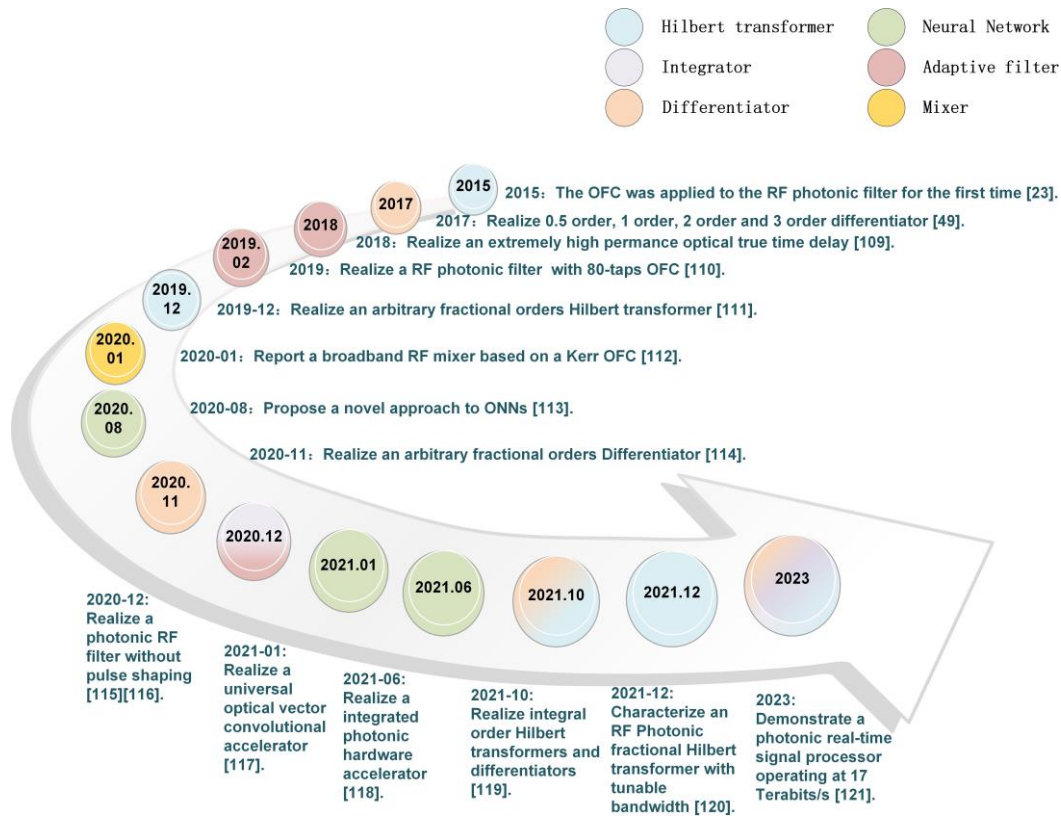 Hilbert transformer
Neural Network
Integrator
Adaptive filter
Differentiator
Mixer
2015
2015：The OFC was applied to the RF photonic filter for the first time [23].
2017
2017：Realize 0.5 order, 1 order, 2 order and 3 order differentiator [49].
2018
2018：Realize an extremely high permance optical true time delay [109].
2019.
02
2019：Realize a RF photonic filter with 80-taps OFC [110].
2019.
12
2019-12：Realize an arbitrary fractional orders Hilbert transformer [111].
2020.
01
2020-01：Report a broadband RF mixer based on a Kerr OFC [112].
2020.
08
2020-08：Propose a novel approach to ONNs [113].
2020.
11
2020-11：Realize an arbitrary fractional orders Differentiator [114].
2020.12
2021.01
2021.06
2021.10
2021.12
2023
2020-12:
Realize a
photonic RF
filter without
pulse shaping
[115][116].
2021-01:
Realize a
universal
optical vector
convolutional
accelerator
[117].
2021-06:
Realize a
integrated
photonic
hardware
accelerator
[118].
2021-10:
Realize integral
order Hilbert
transformers and
differentiators
[119].
2021-12:
Characterize an
RF Photonic
fractional Hilbert
transformer with
tunable
bandwidth [120].
2023:
Demonstrate a
photonic real-time
signal processor
operating at 17
Terabits/s [121].